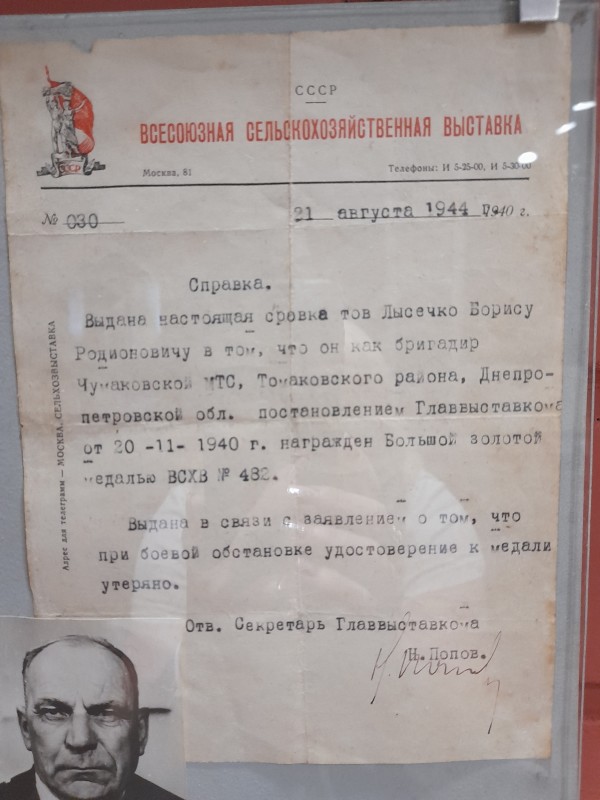 СССР
СССР
ВСЕСОЮЗНАЯ СЕЛЬСКОХОЗЯЙСТВЕННАЯ ВЫСТАВКА
Москва, 81
Телефоны: И 5-25-00, И 5-30-00
№ 030
21 августа 1944 1940 г.
Справка.
Выдана настоящая сровка тов Лысечко Борису
Родионовичу в том, что он как бригадир
Чумаковской МТС, Томаковского района, Днепро-
петровской обл. постановлением Главвыставкома
от 20 -11- 1940 г. награжден Большой золотой
медалью ВСХВ № 482.
Выдана в связи с заявлением о том, что
при боевой обстановке удостоверение к медали
утеряно.
Отв. Секретарь Главвыставкома
Н. Попов.
Адрес для телеграмм — МОСКВА, СЕЛЬХОЗВЫСТАВКА